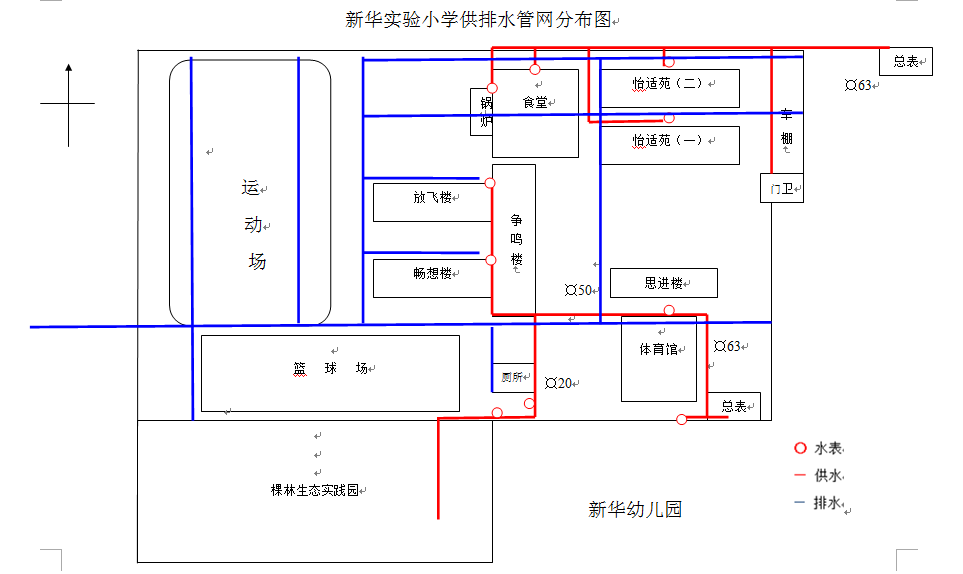 新华实验小学供排水管网分布图
总表
¤63
锅炉
食堂
怡适苑（二）
车棚
怡适苑（一）
门卫
运动场
放飞楼
争鸣楼
畅想楼
思进楼
¤50
体育馆
¤63
篮球场
厕所
¤20
总表
棵林生态实践园
新华幼儿园
水表
供水
排水